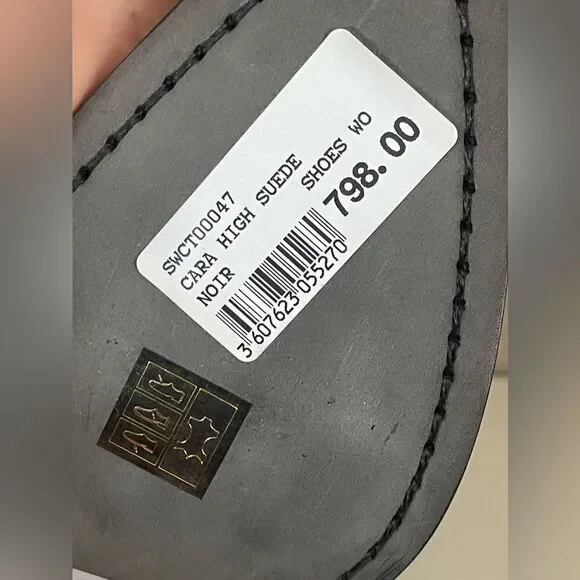 SWCT00047
CARA HIGH SUEDE
NOIR SHOES WO
798.00
3 607623 055270